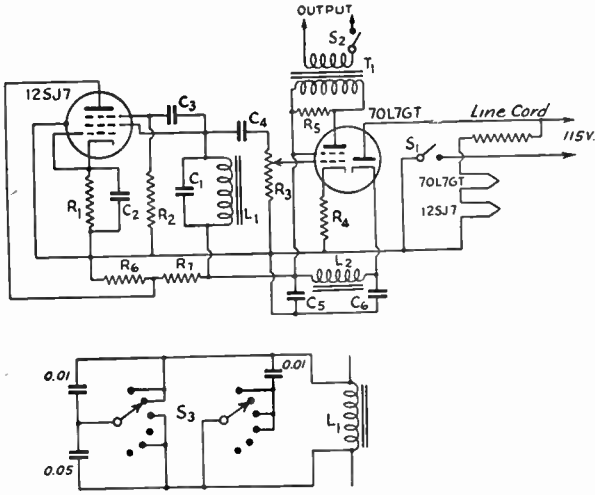 OUTPUT
S2
T1
12SJ7
C3
C4
R5
70L7GT
Line Cord
S1
115V.
R1
C2
R2
C1
L1
R3
R4
70L7GT
12SJ7
R6
R7
L2
C5
C6
0.01
S3
0.01
L1
0.05